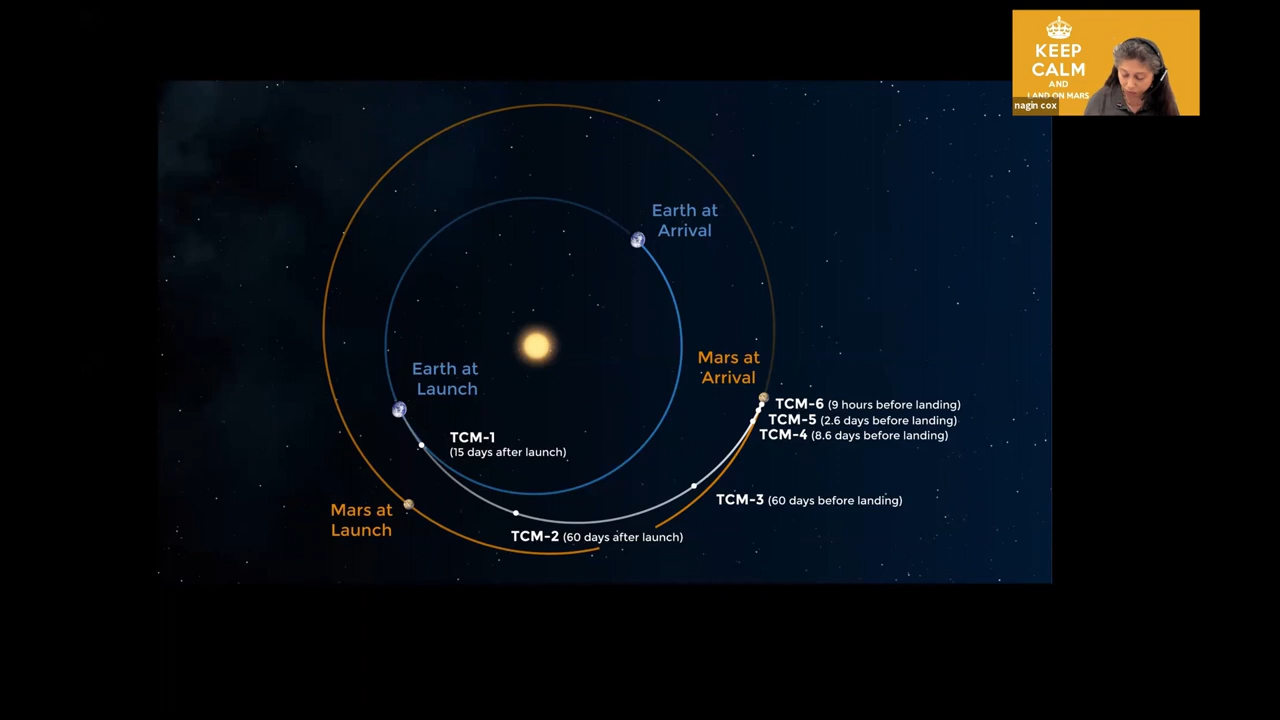 KEEP
CALM
AND
LAND ON MARS
nagin cox
Earth at
Arrival
Mars at
Arrival
Earth at
Launch
TCM-6 (9 hours before landing)
TCM-5 (2.6 days before landing)
TCM-4 (8.6 days before landing)
TCM-1
(15 days after launch)
TCM-3 (60 days before landing)
Mars at
Launch
TCM-2 (60 days after launch)